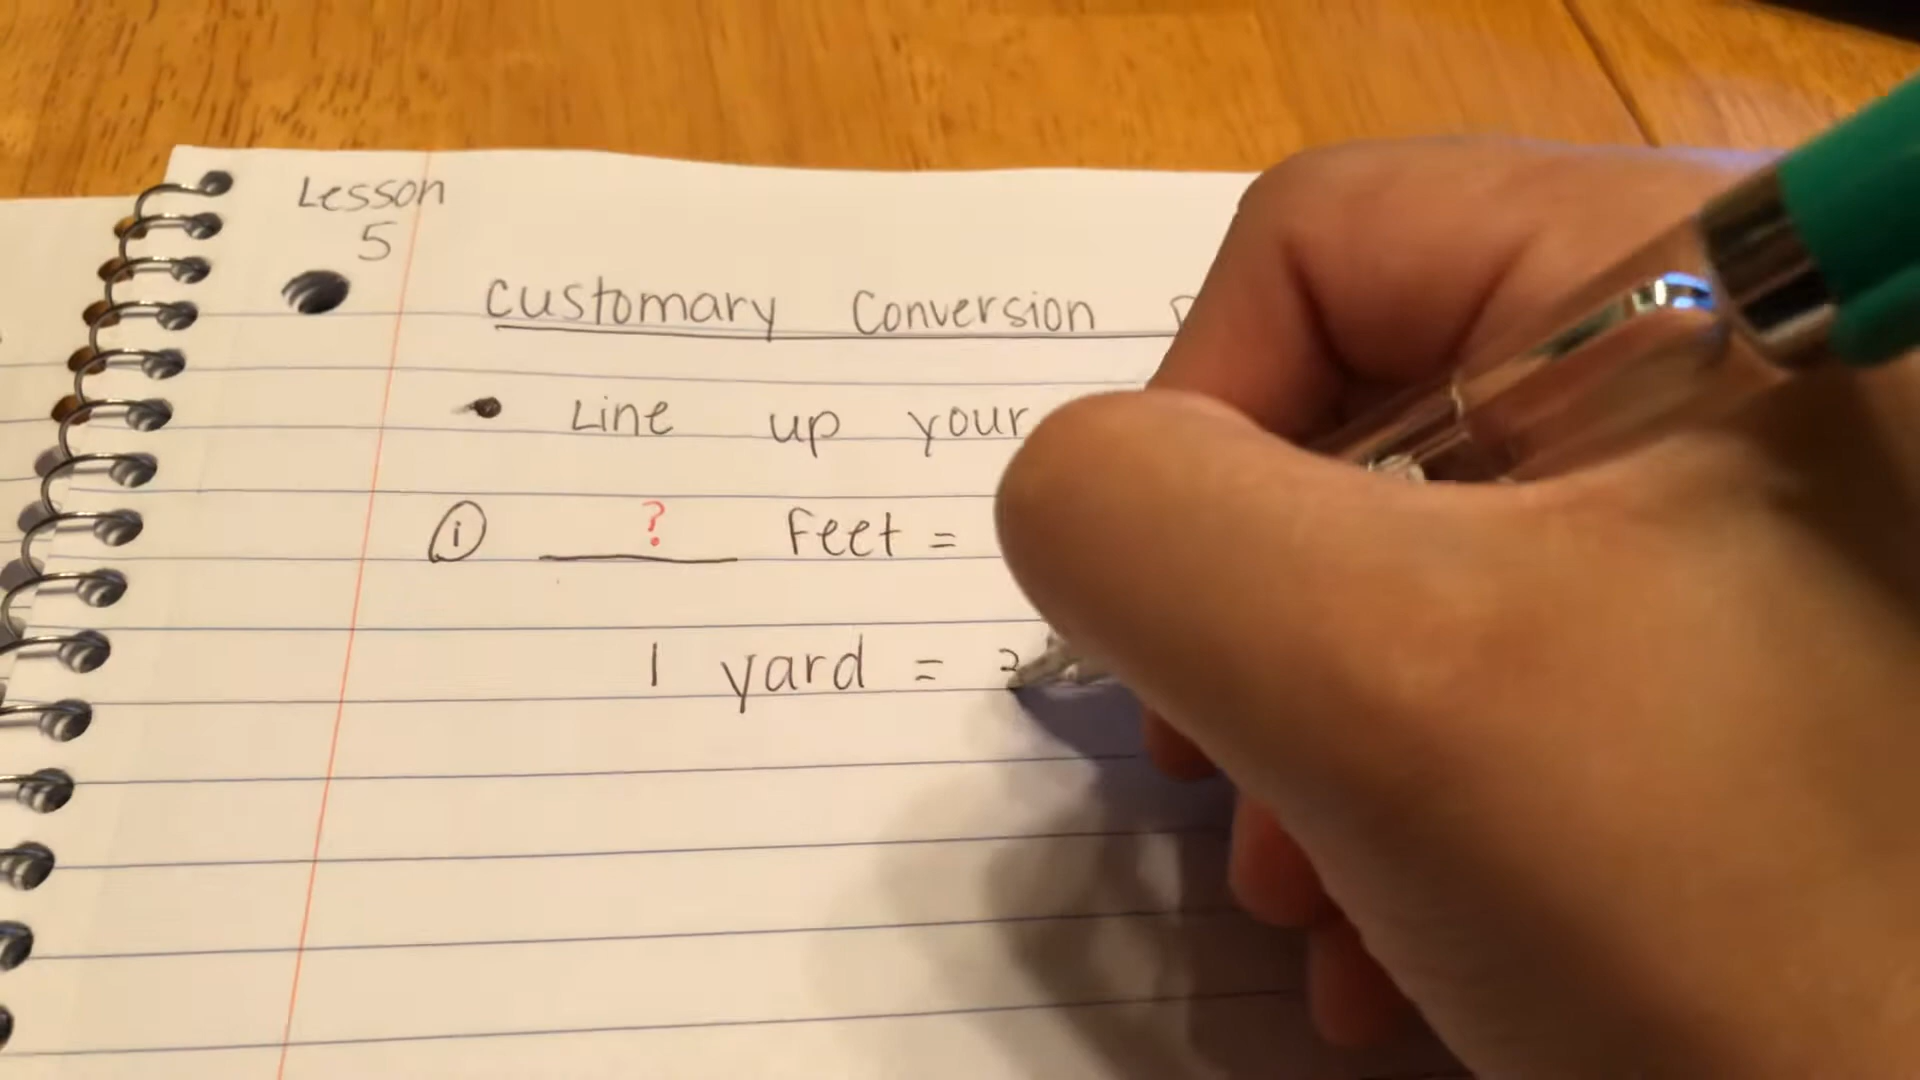 Lesson
5
Customary Conversion
• Line up your
① ? Feet =
1 yard =